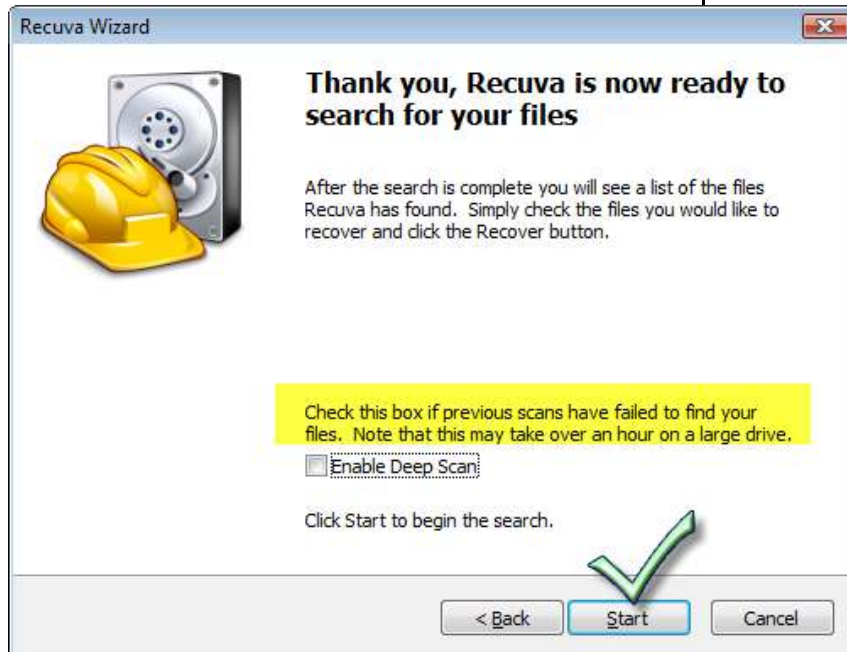 Recuva Wizard
Thank you, Recuva is now ready to
search for your files
After the search is complete you will see a list of the files
Recuva has found. Simply check the files you would like to
recover and click the Recover button.
Check this box if previous scans have failed to find your
files. Note that this may take over an hour on a large drive.
Enable Deep Scan
Click Start to begin the search.
< Back
Start
Cancel